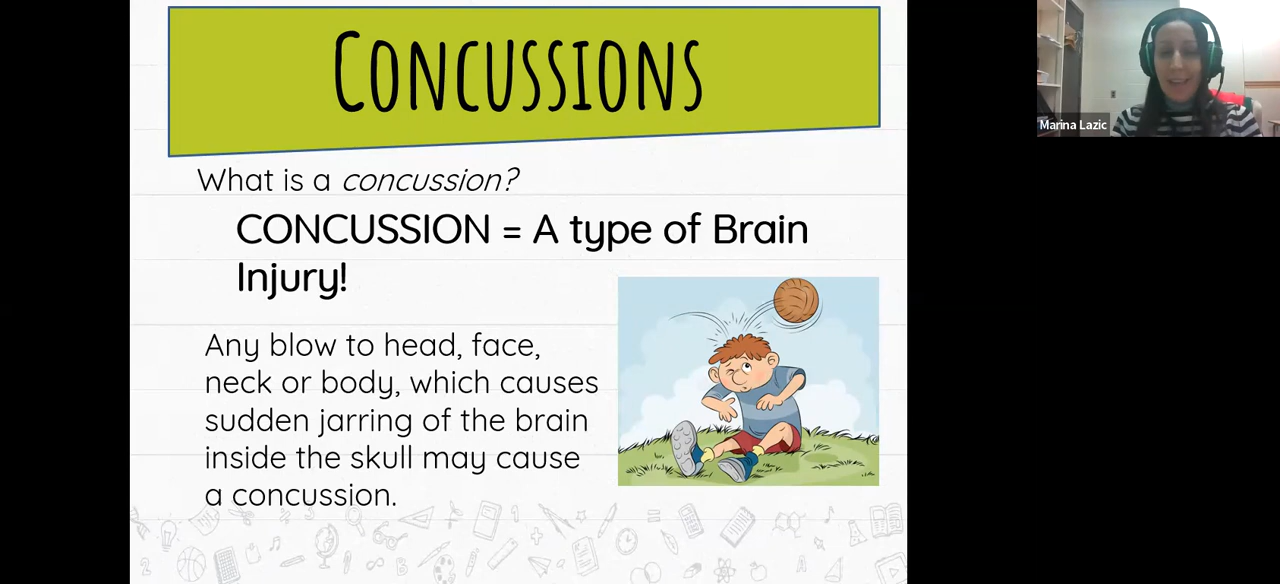 CONCUSSIONS
What is a concussion?
CONCUSSION = A type of Brain
Injury!
Any blow to head, face,
neck or body, which causes
sudden jarring of the brain
inside the skull may cause
a concussion.
Marina Lazic